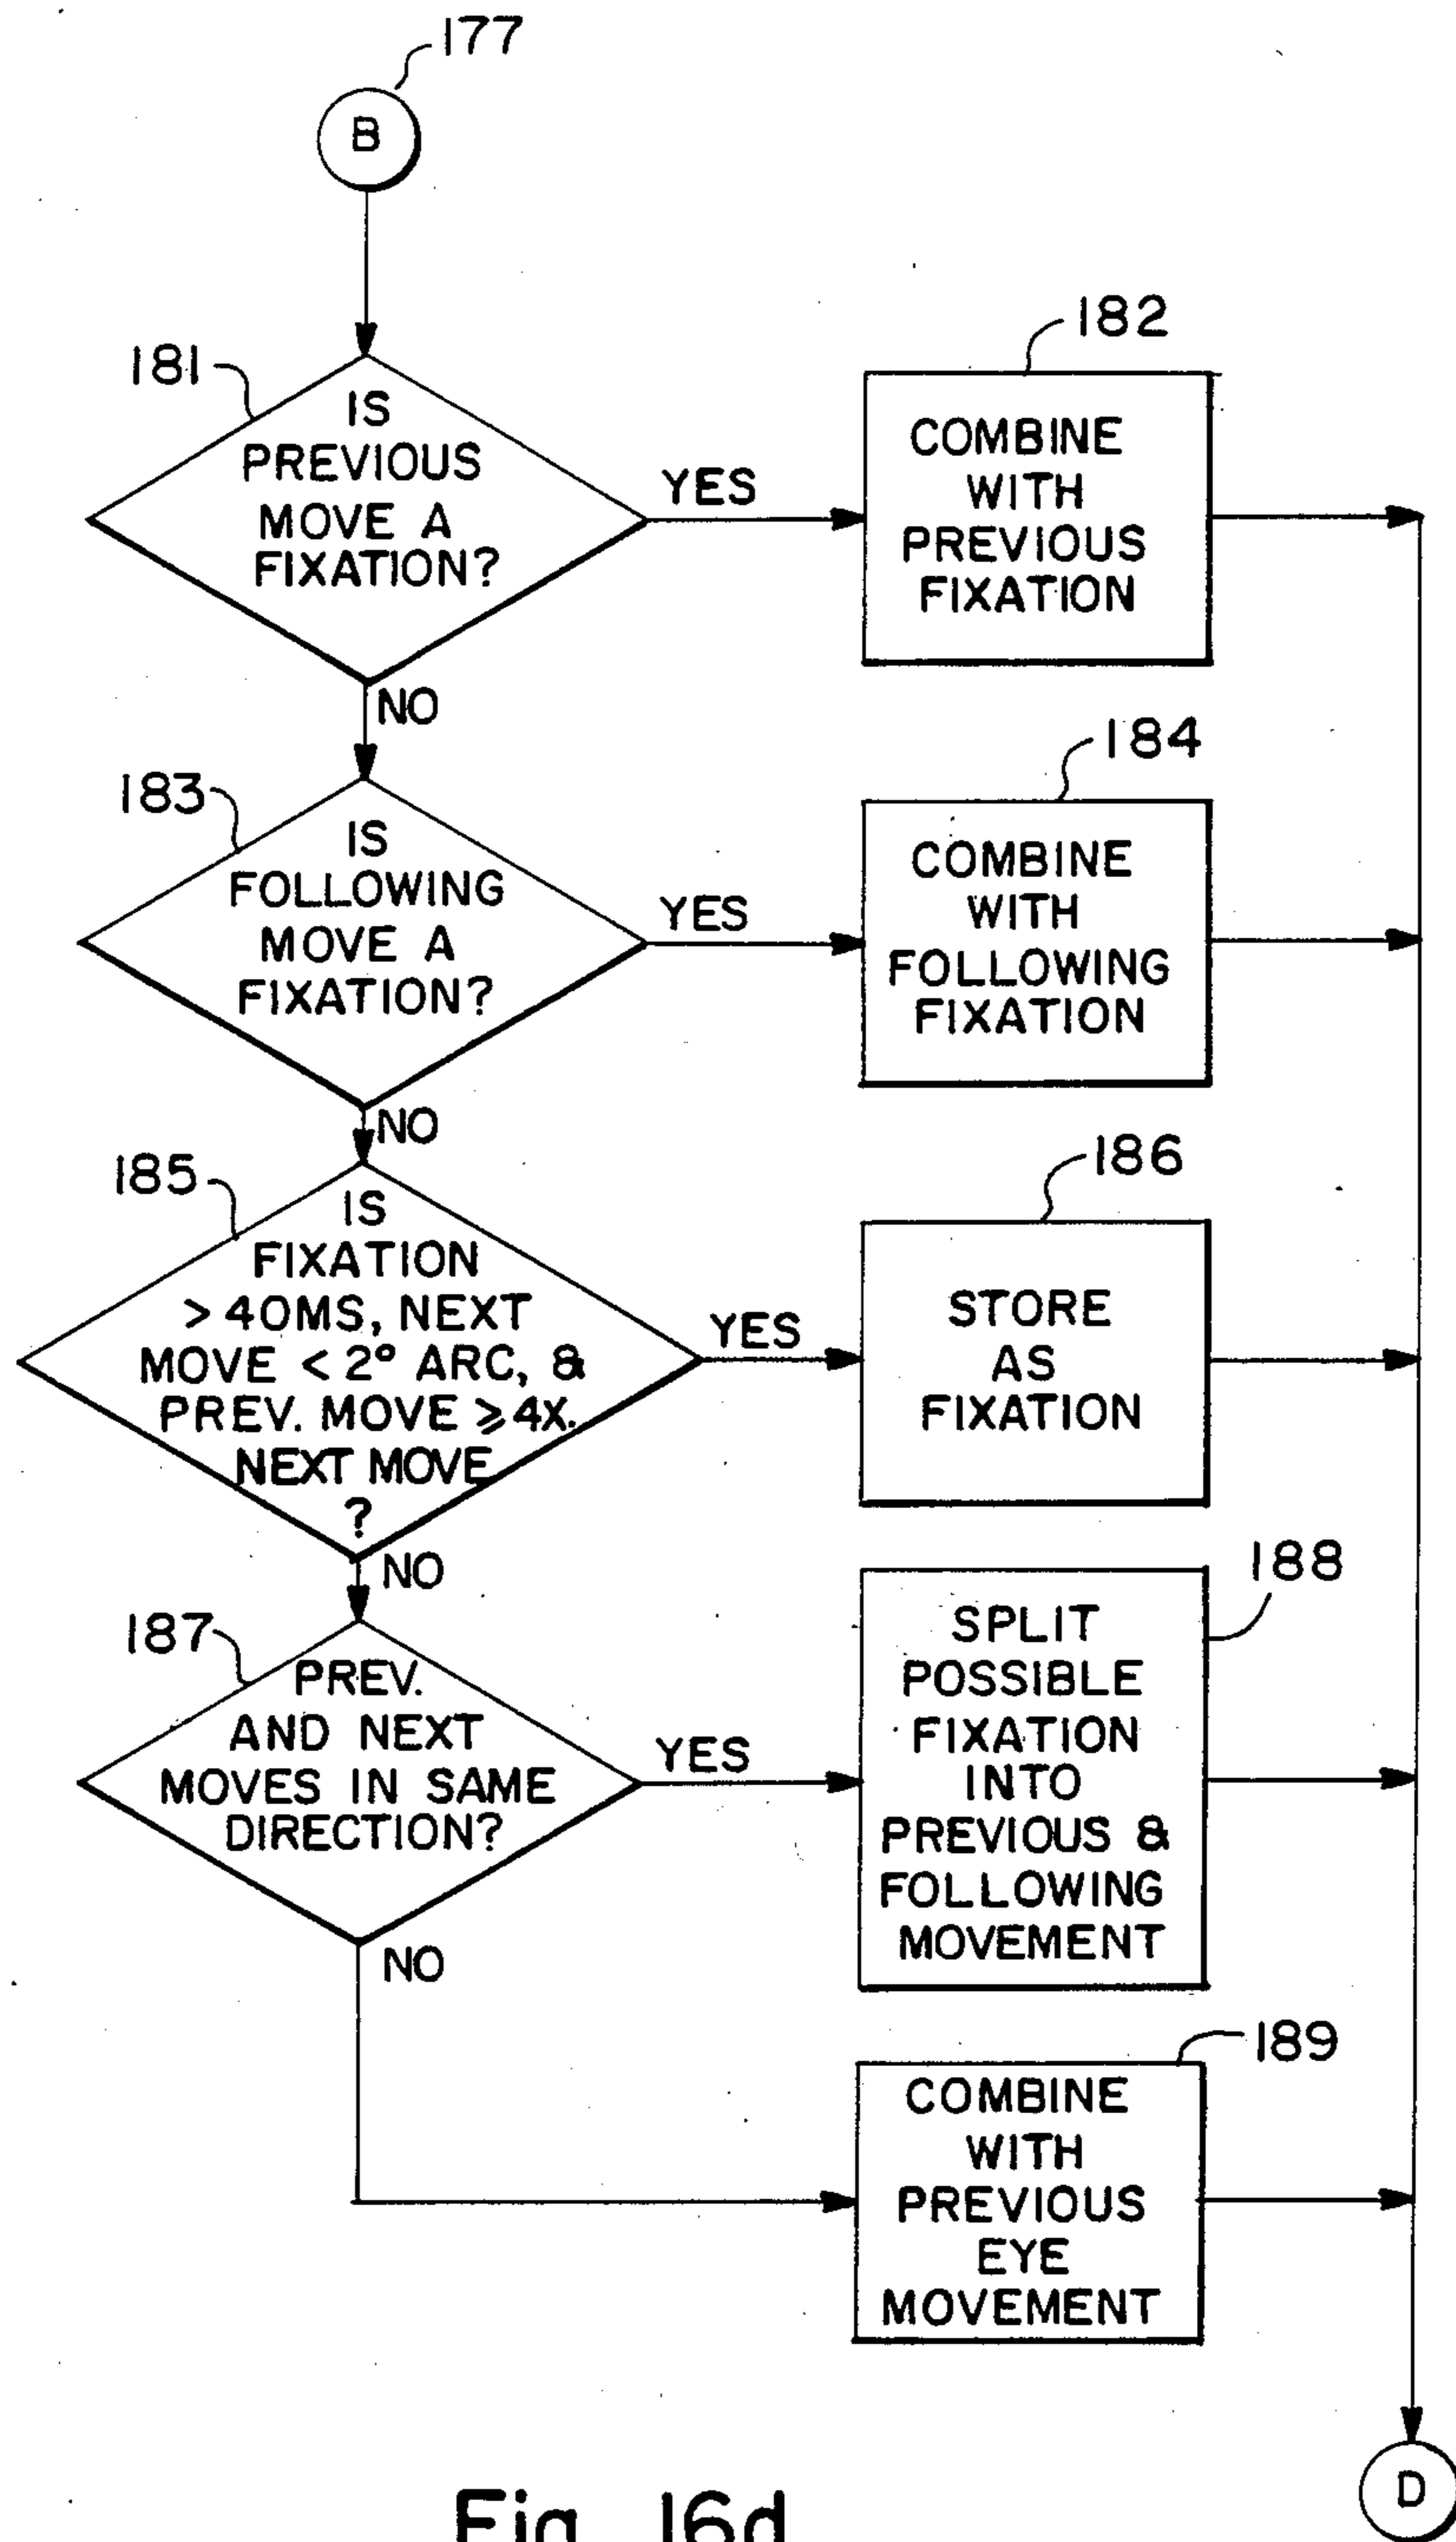 177
B
181
IS
PREVIOUS
MOVE A
FIXATION?
YES
182
COMBINE
WITH
PREVIOUS
FIXATION
NO
183
IS
FOLLOWING
MOVE A
FIXATION?
YES
184
COMBINE
WITH
FOLLOWING
FIXATION
NO
185
IS
FIXATION
> 40MS, NEXT
MOVE < 2° ARC, &
PREV. MOVE ⩾ 4X.
NEXT MOVE
?
YES
186
STORE
AS
FIXATION
NO
187
PREV.
AND NEXT
MOVES IN SAME
DIRECTION?
YES
188
SPLIT
POSSIBLE
FIXATION
INTO
PREVIOUS &
FOLLOWING
MOVEMENT
NO
189
COMBINE
WITH
PREVIOUS
EYE
MOVEMENT
D
Fig. 16d